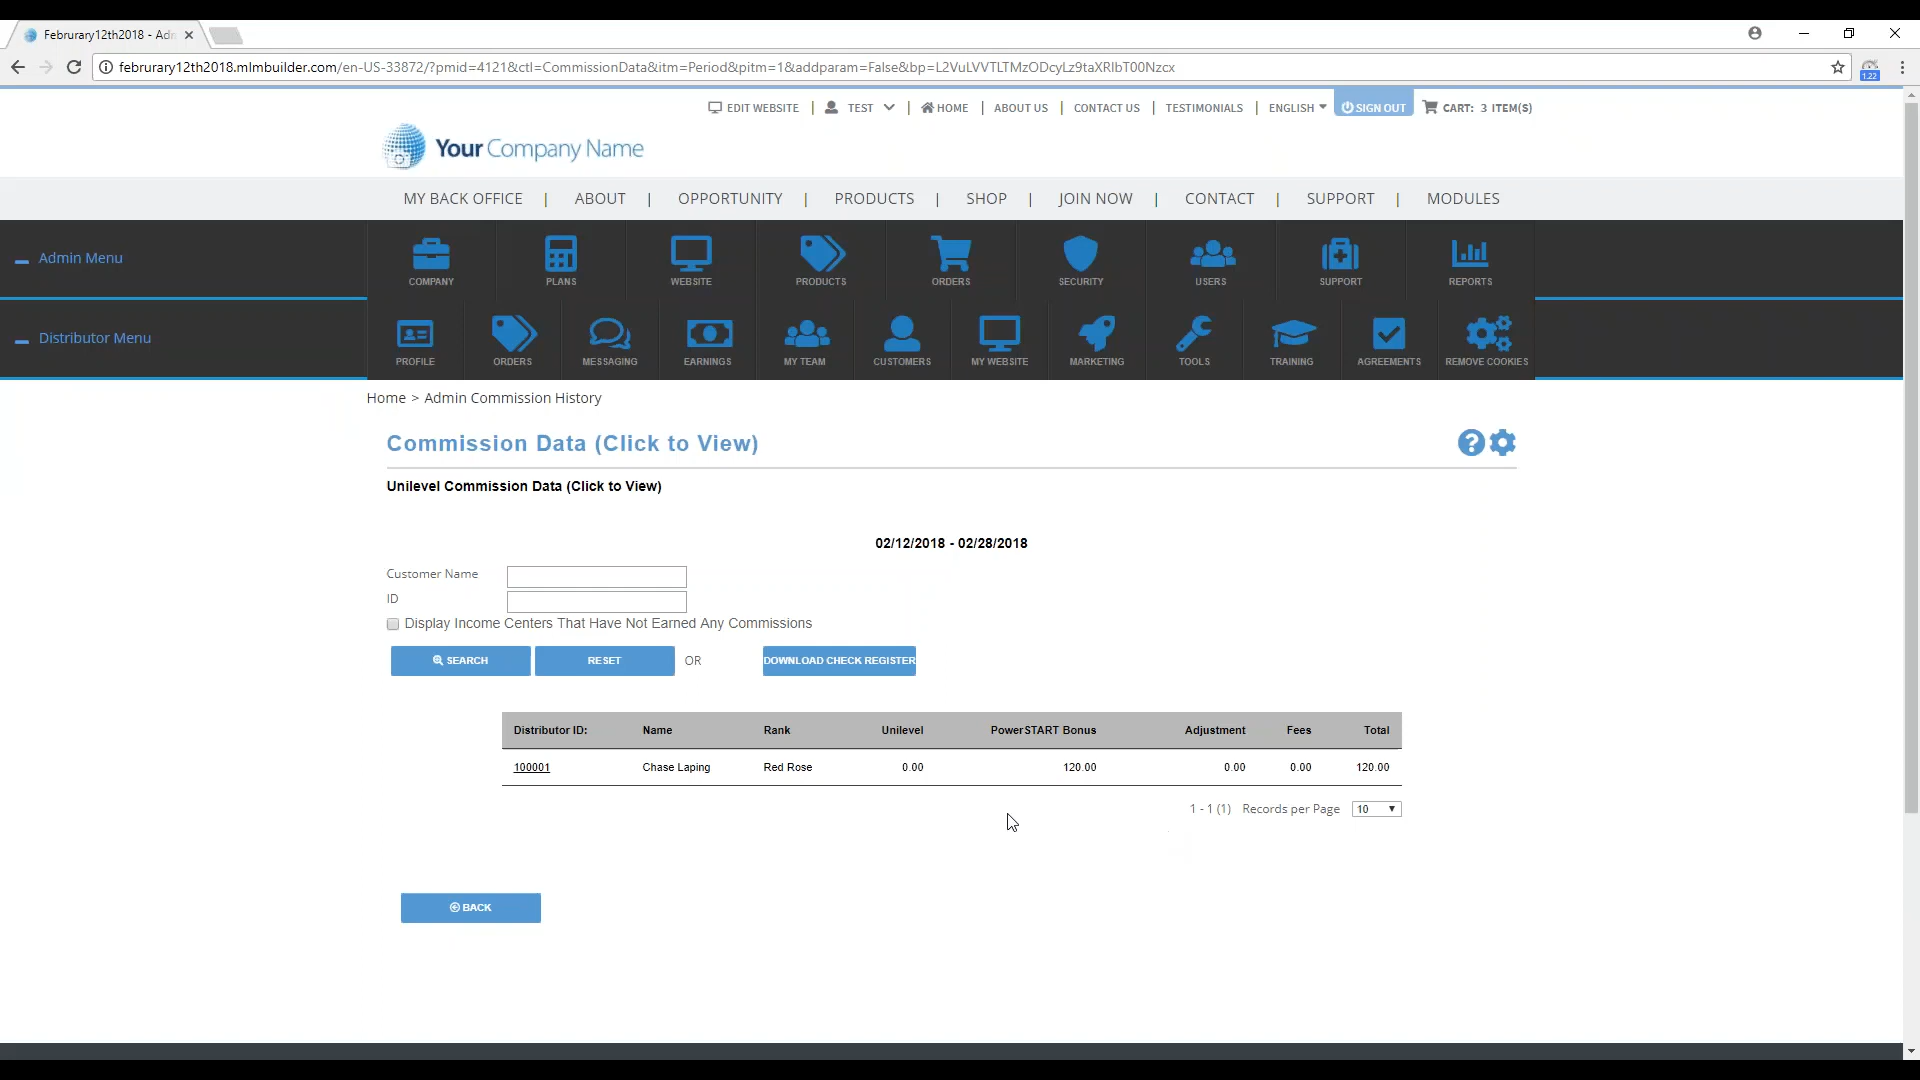 Februrary12th2018 - Adn
februrary12th2018.mlmbuilder.com/en-US-33872/?pmid=4121&ctl=CommissionData&itm=Period&pitm=1&addparam=False&bp=L2VuLVVTLTMzODcyLz9taXRlbT00Nzcx
1.22
EDIT WEBSITE | TEST | HOME | ABOUT US | CONTACT US | TESTIMONIALS | ENGLISH SIGN OUT CART: 3 ITEM(S)
Your Company Name
MY BACK OFFICE | ABOUT | OPPORTUNITY | PRODUCTS | SHOP | JOIN NOW | CONTACT | SUPPORT | MODULES
Admin Menu
COMPANY PLANS WEBSITE PRODUCTS ORDERS SECURITY USERS SUPPORT REPORTS
Distributor Menu
PROFILE ORDERS MESSAGING EARNINGS MY TEAM CUSTOMERS MY WEBSITE MARKETING TOOLS TRAINING AGREEMENTS REMOVE COOKIES
Home > Admin Commission History
Commission Data (Click to View)
Unilevel Commission Data (Click to View)
02/12/2018 - 02/28/2018
Customer Name
ID
Display Income Centers That Have Not Earned Any Commissions
SEARCH RESET OR DOWNLOAD CHECK REGISTER
Distributor ID: Name Rank Unilevel PowerSTART Bonus Adjustment Fees Total
100001 Chase Laping Red Rose 0.00 120.00 0.00 0.00 120.00
1 - 1 (1) Records per Page 10
BACK